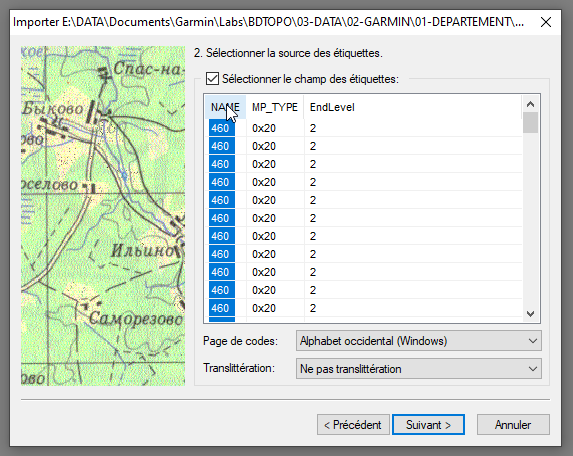 Importer E:\DATA\Documents\Garmin\Labs\BDTOPO\03-DATA\02-GARMIN\01-DEPARTEMENT\...
2. Sélectionner la source des étiquettes.
Sélectionner le champ des étiquettes:
NAME MP_TYPE EndLevel
460 0x20 2
460 0x20 2
460 0x20 2
460 0x20 2
460 0x20 2
460 0x20 2
460 0x20 2
460 0x20 2
460 0x20 2
460 0x20 2
460 0x20 2
Page de codes: Alphabet occidental (Windows)
Translittération: Ne pas translittération
< Précédent Suivant > Annuler
Спас-на-
Быково
ово
оселово
Ильино
Саморезово
ово